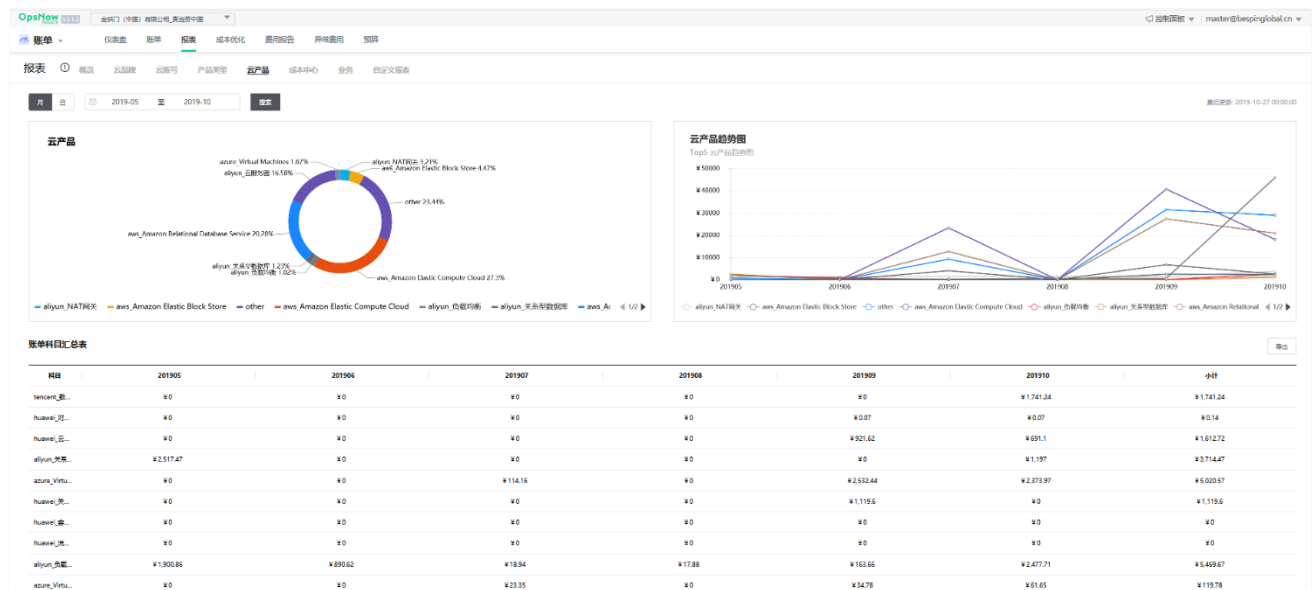 OpsNow
金拱门（中国）有限公司_麦当劳中国
控制面板 master@bespinglobal.cn
账单 仪表盘 账单 报表 成本优化 费用报告 异常费用 预算
报表 概览 云品牌 云账号 产品类型 云产品 成本中心 业务 自定义报表
月 日 2019-05 至 2019-10 搜索 最后更新: 2019-10-27 00:00:00
云产品
azure_Virtual Machines 1.67%
aliyun_NAT网关 3.21%
aws_Amazon Elastic Block Store 4.47%
aliyun_云服务器 16.58%
other 23.44%
aws_Amazon Relational Database Service 20.28%
aliyun_关系型数据库 1.23%
aliyun_负载均衡 1.82%
aws_Amazon Elastic Compute Cloud 27.3%
aliyun_NAT网关 aws_Amazon Elastic Block Store other aws_Amazon Elastic Compute Cloud aliyun_负载均衡 aliyun_关系型数据库 aws_Ai 1/2
云产品趋势图
Top5 云产品趋势图
¥50000
¥40000
¥30000
¥20000
¥10000
¥0
201905 201906 201907 201908 201909 201910
aliyun_NAT网关 aws_Amazon Elastic Block Store other aws_Amazon Elastic Compute Cloud aliyun_负载均衡 aliyun_关系型数据库 aws_Amazon Relational 1/2
账单科目汇总表 导出
科目 201905 201906 201907 201908 201909 201910 小计
tencent_数... ¥0 ¥0 ¥0 ¥0 ¥0 ¥1,741.24 ¥1,741.24
huawei_对... ¥0 ¥0 ¥0 ¥0 ¥0.07 ¥0.07 ¥0.14
huawei_云... ¥0 ¥0 ¥0 ¥0 ¥921.62 ¥691.1 ¥1,612.72
aliyun_关系... ¥2,517.47 ¥0 ¥0 ¥0 ¥0 ¥1,197 ¥3,714.47
azure_Virtu... ¥0 ¥0 ¥114.16 ¥0 ¥2,532.44 ¥2,373.97 ¥5,020.57
huawei_关... ¥0 ¥0 ¥0 ¥0 ¥1,119.6 ¥0 ¥1,119.6
huawei_... ¥0 ¥0 ¥0 ¥0 ¥0 ¥0 ¥0
huawei_... ¥0 ¥0 ¥0 ¥0 ¥0 ¥0 ¥0
aliyun_负载... ¥1,900.86 ¥890.62 ¥18.94 ¥17.88 ¥163.66 ¥2,477.71 ¥5,469.67
azure_Virtu... ¥0 ¥0 ¥23.35 ¥0 ¥34.78 ¥61.65 ¥119.78